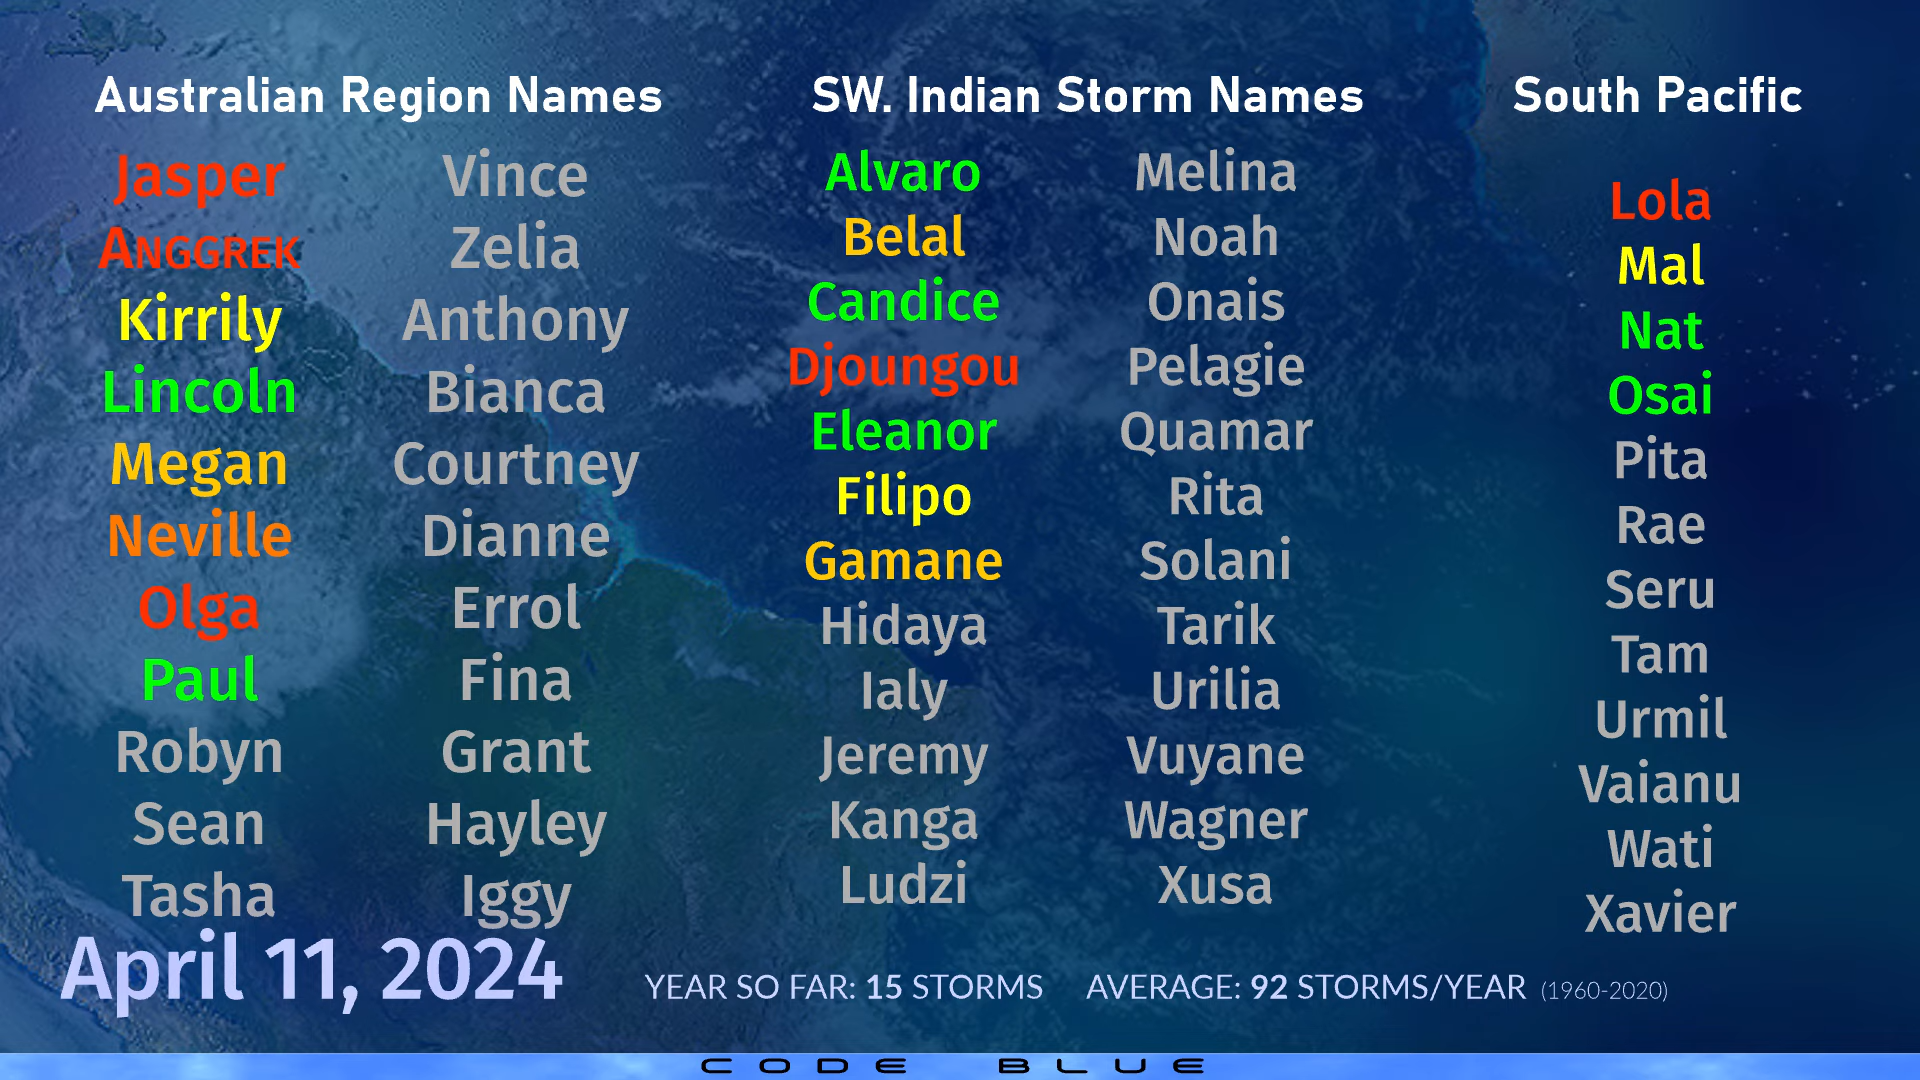 Australian Region Names
Jasper
ANGGREK
Kirrily
Lincoln
Megan
Neville
Olga
Paul
Robyn
Sean
Tasha
Vince
Zelia
Anthony
Bianca
Courtney
Dianne
Errol
Fina
Grant
Hayley
Iggy
SW. Indian Storm Names
Alvaro
Belal
Candice
Djoungou
Eleanor
Filipo
Gamane
Hidaya
Ialy
Jeremy
Kanga
Ludzi
Melina
Noah
Onais
Pelagie
Quamar
Rita
Solani
Tarik
Urilia
Vuyane
Wagner
Xusa
South Pacific
Lola
Mal
Nat
Osai
Pita
Rae
Seru
Tam
Urmil
Vaianu
Wati
Xavier
April 11, 2024
YEAR SO FAR: 15 STORMS
AVERAGE: 92 STORMS/YEAR (1960-2020)
CODE BLUE